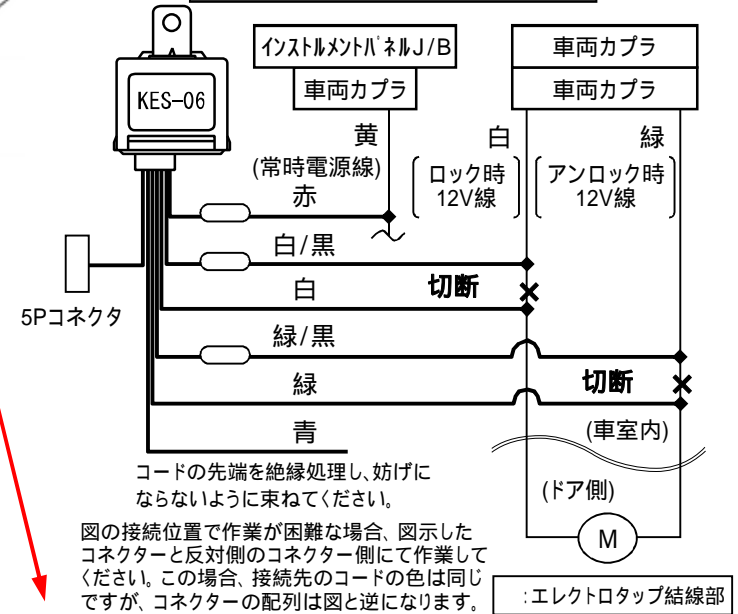 インストルメントパネルJ/B
車両カプラ
車両カプラ
車両カプラ
KES-06
黄
白
緑
(常時電源線)
ロック時
12V線
アンロック時
12V線
赤
白/黒
白
切断
5Pコネクタ
緑/黒
緑
切断
青
(車室内)
コードの先端を絶縁処理し、妨げに
ならないように束ねてください。
(ドア側)
M
図の接続位置で作業が困難な場合、図示した
コネクターと反対側のコネクター側にて作業して
ください。この場合、接続先のコードの色は同じ
ですが、コネクターの配列は図と逆になります。
:エレクトロタップ結線部